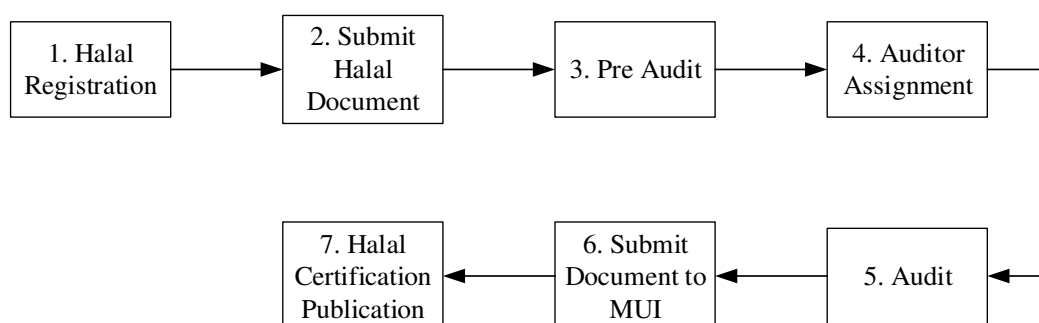 1. Halal
Registration
2. Submit
Halal
Document
3. Pre Audit
4. Auditor
Assignment
5. Audit
6. Submit
Document to
MUI
7. Halal
Certification
Publication